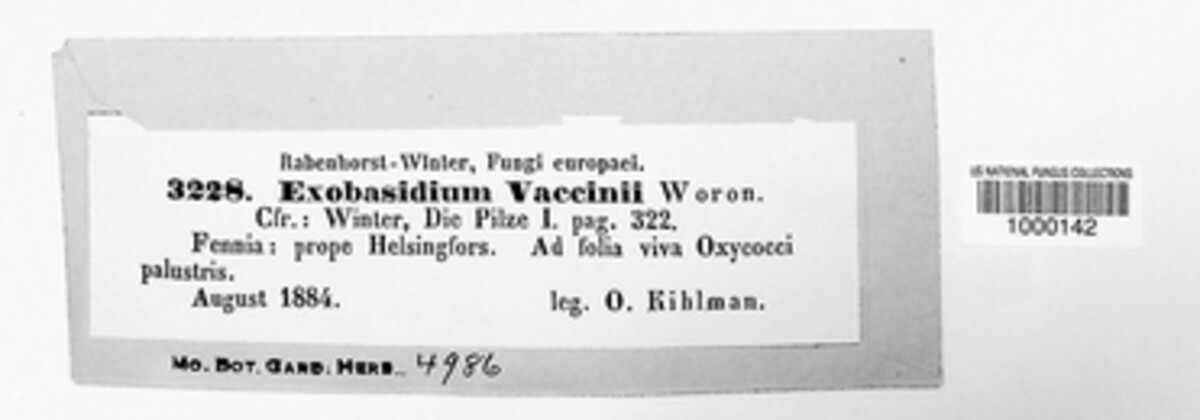 Rabenhorst-Winter, Fungi europaei.
3228. Exobasidium Vaccinii Woron.
Cfr.: Winter, Die Pilze I. pag. 322.
Fennia: prope Helsingfors. Ad folia viva Oxycocci
palustris.
August 1884. leg. O. Kihlman.
MO. BOT. GARD. HERB. 4986
US NATIONAL FUNGUS COLLECTIONS
1000142